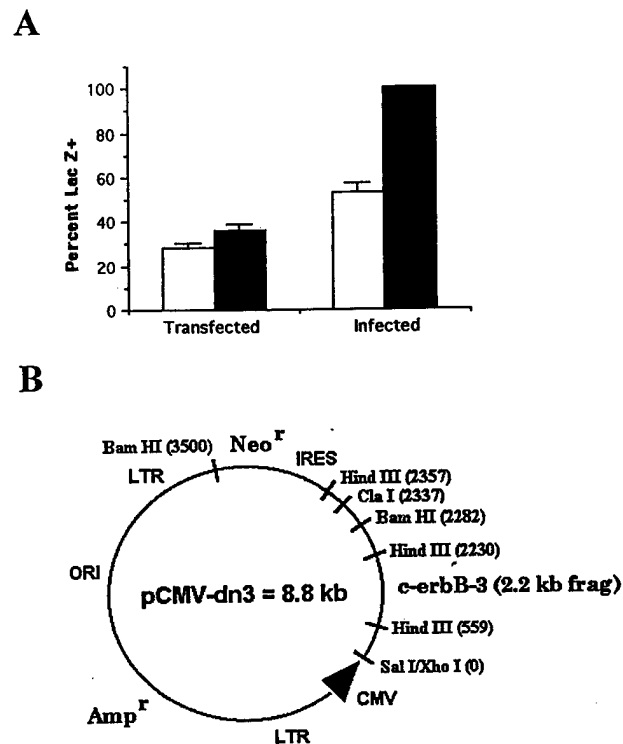 A
Percent Lac Z+
100
80
60
40
20
0
Transfected
Infected
B
Bam HI (3500)
Neo r
LTR
IRES
Hind III (2357)
Cla I (2337)
Bam HI (2282)
Hind III (2230)
ORI
pCMV-dn3 = 8.8 kb
c-erbB-3 (2.2 kb frag)
Hind III (559)
Sal I/Xho I (0)
CMV
Amp r
LTR